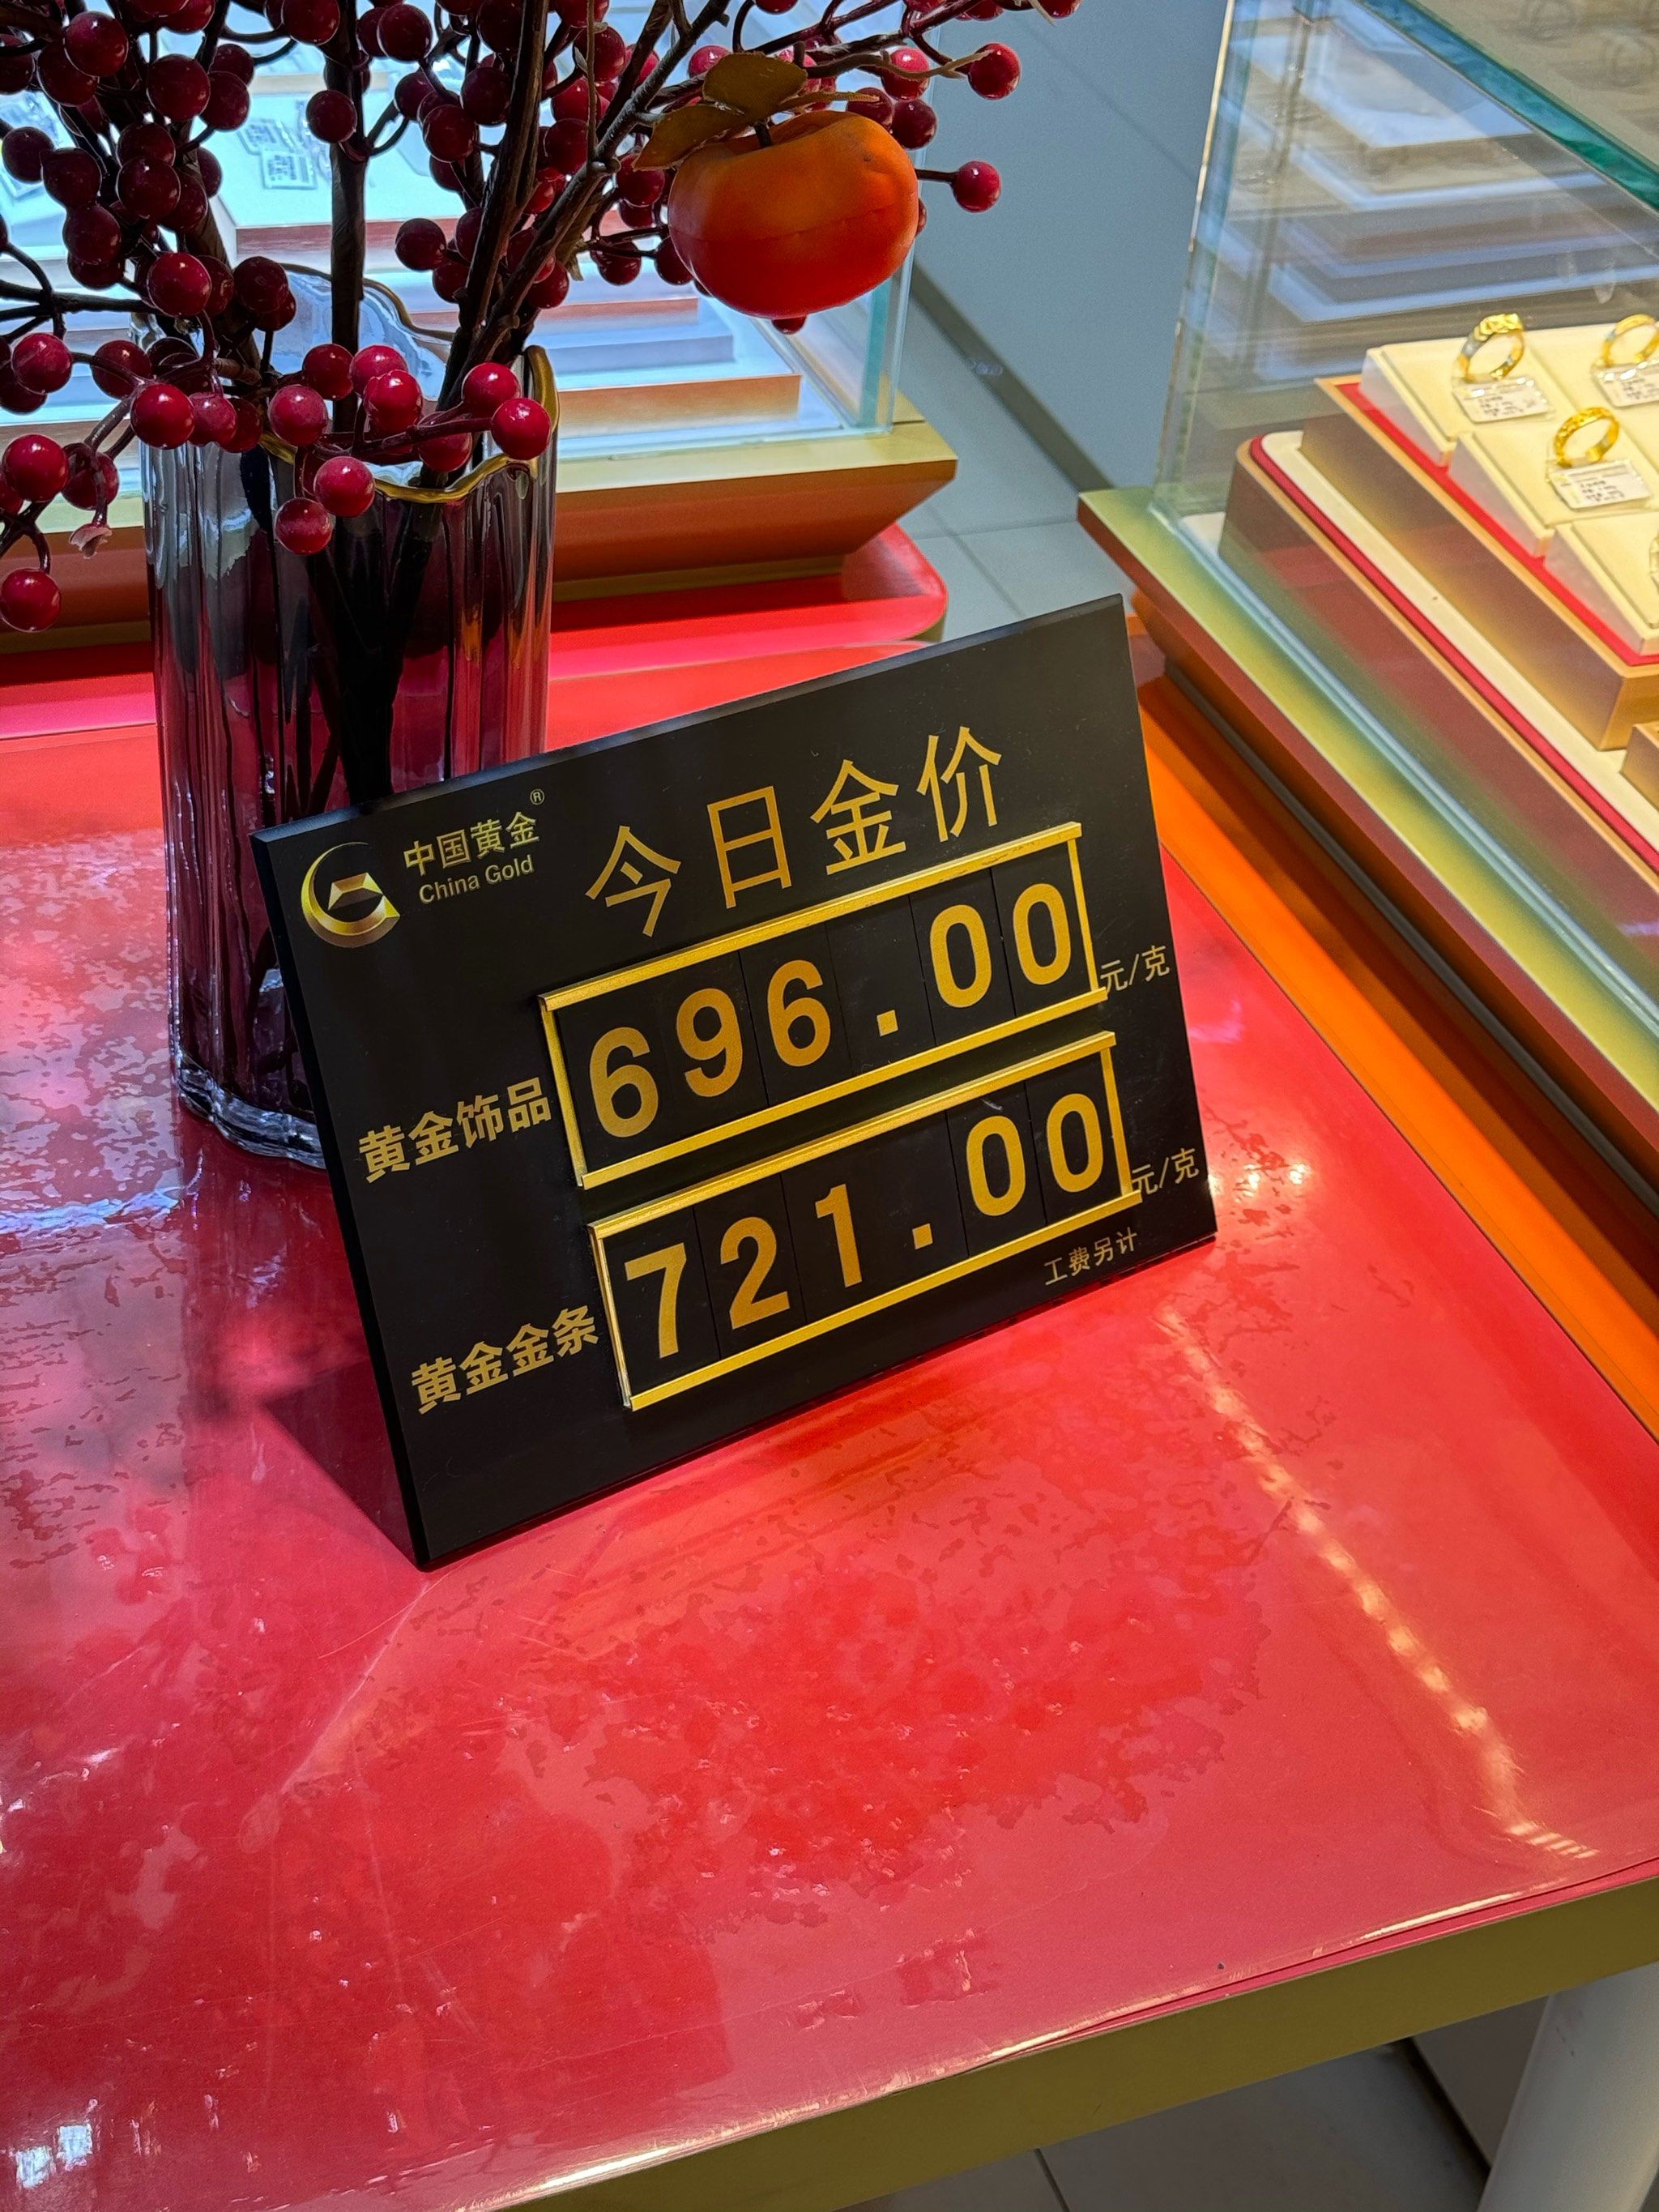 中国黄金®
China Gold
今日金价
黄金饰品 696.00 元/克
黄金金条 721.00 元/克
工费另计